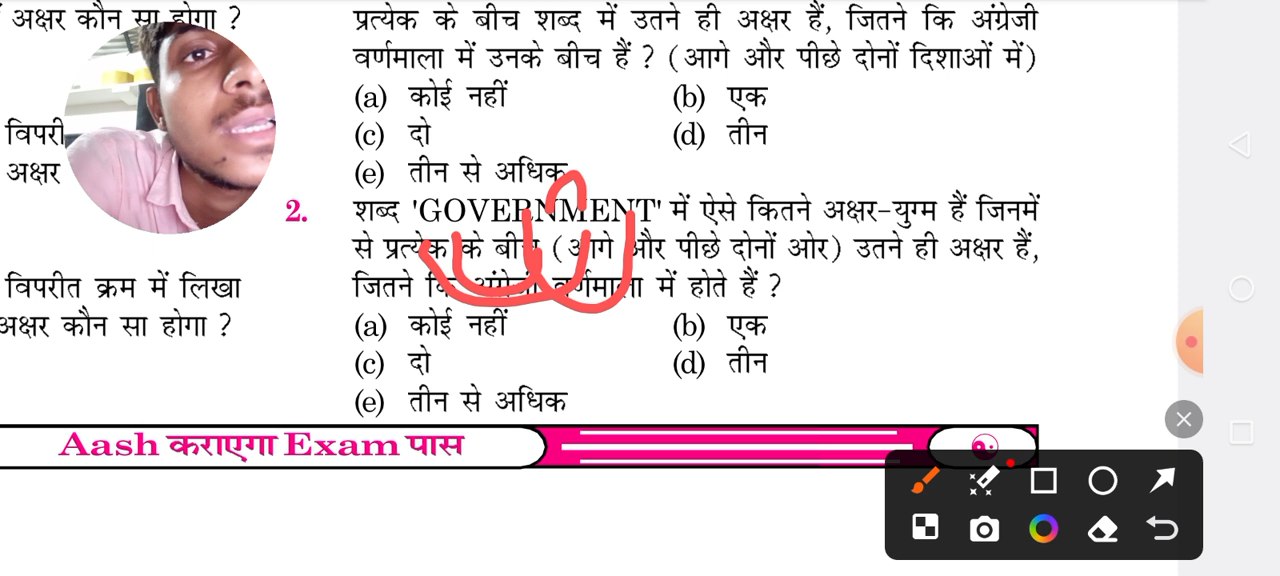 अक्षर कौन सा होगा ?
विपरी
अक्षर
विपरीत क्रम में लिखा
अक्षर कौन सा होगा ?
प्रत्येक के बीच शब्द में उतने ही अक्षर हैं, जितने कि अंग्रेजी
वर्णमाला में उनके बीच हैं ? (आगे और पीछे दोनों दिशाओं में)
(a) कोई नहीं (b) एक
(c) दो (d) तीन
(e) तीन से अधिक
2. शब्द 'GOVERNMENT' में ऐसे कितने अक्षर-युग्म हैं जिनमें
से प्रत्येक के बीच (आगे और पीछे दोनों ओर) उतने ही अक्षर हैं,
जितने कि अंग्रेजी वर्णमाला में होते हैं ?
(a) कोई नहीं (b) एक
(c) दो (d) तीन
(e) तीन से अधिक
Aash कराएगा Exam पास